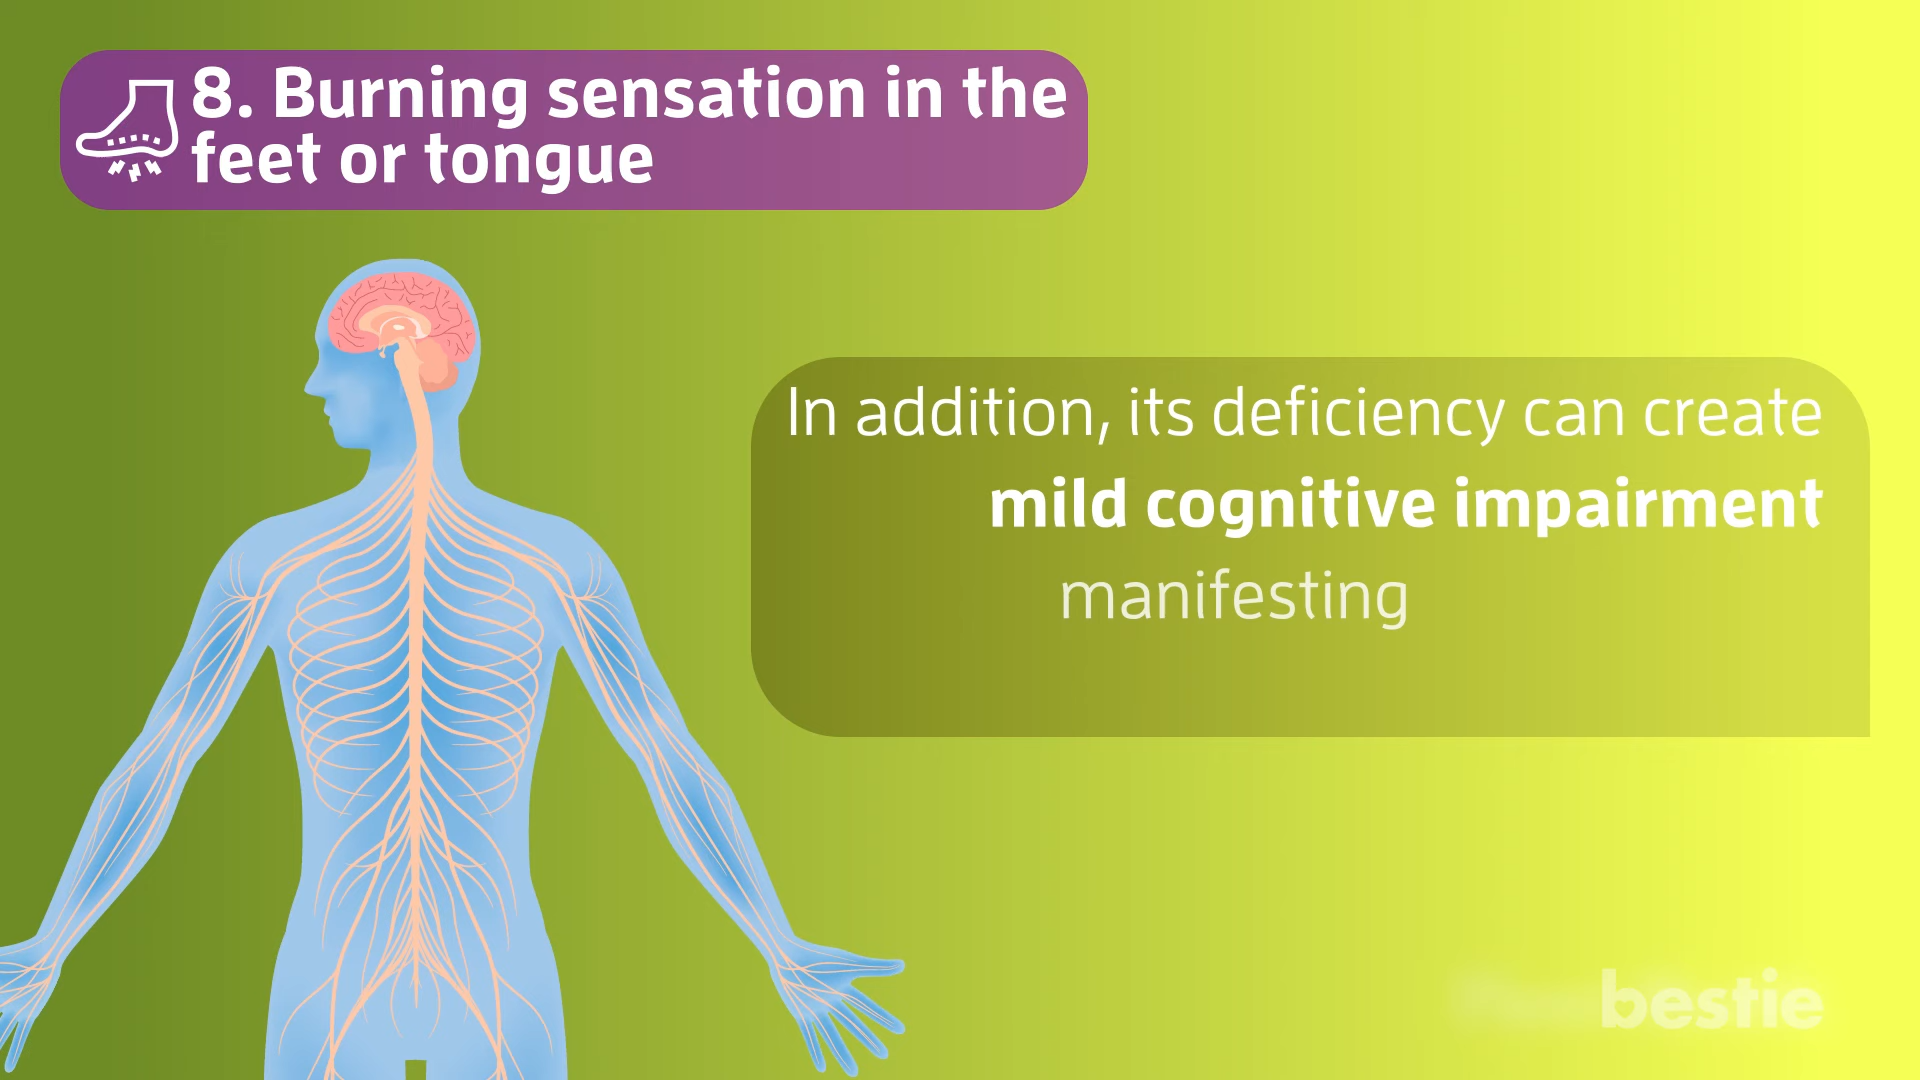 8. Burning sensation in the
feet or tongue
In addition, its deficiency can create
mild cognitive impairment
manifesting
bestie